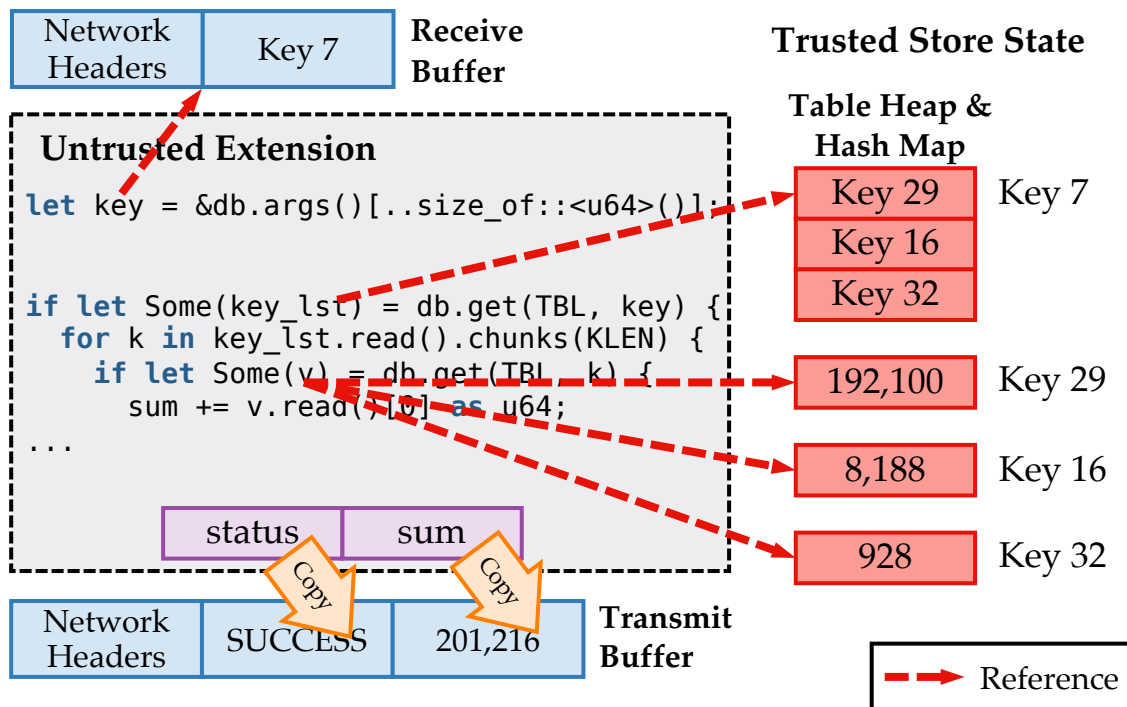 Network
Headers
Key 7
Receive
Buffer
Trusted Store State
Table Heap &
Hash Map
Untrusted Extension
let key = &db.args()[..size_of::<u64>()];
if let Some(key_lst) = db.get(TBL, key) {
for k in key_lst.read().chunks(KLEN) {
if let Some(v) = db.get(TBL, k) {
sum += v.read()[0] as u64;
...
Key 29
Key 16
Key 32
Key 7
192,100
Key 29
8,188
Key 16
928
Key 32
status
sum
Copy
Copy
Network
Headers
SUCCESS
201,216
Transmit
Buffer
Reference